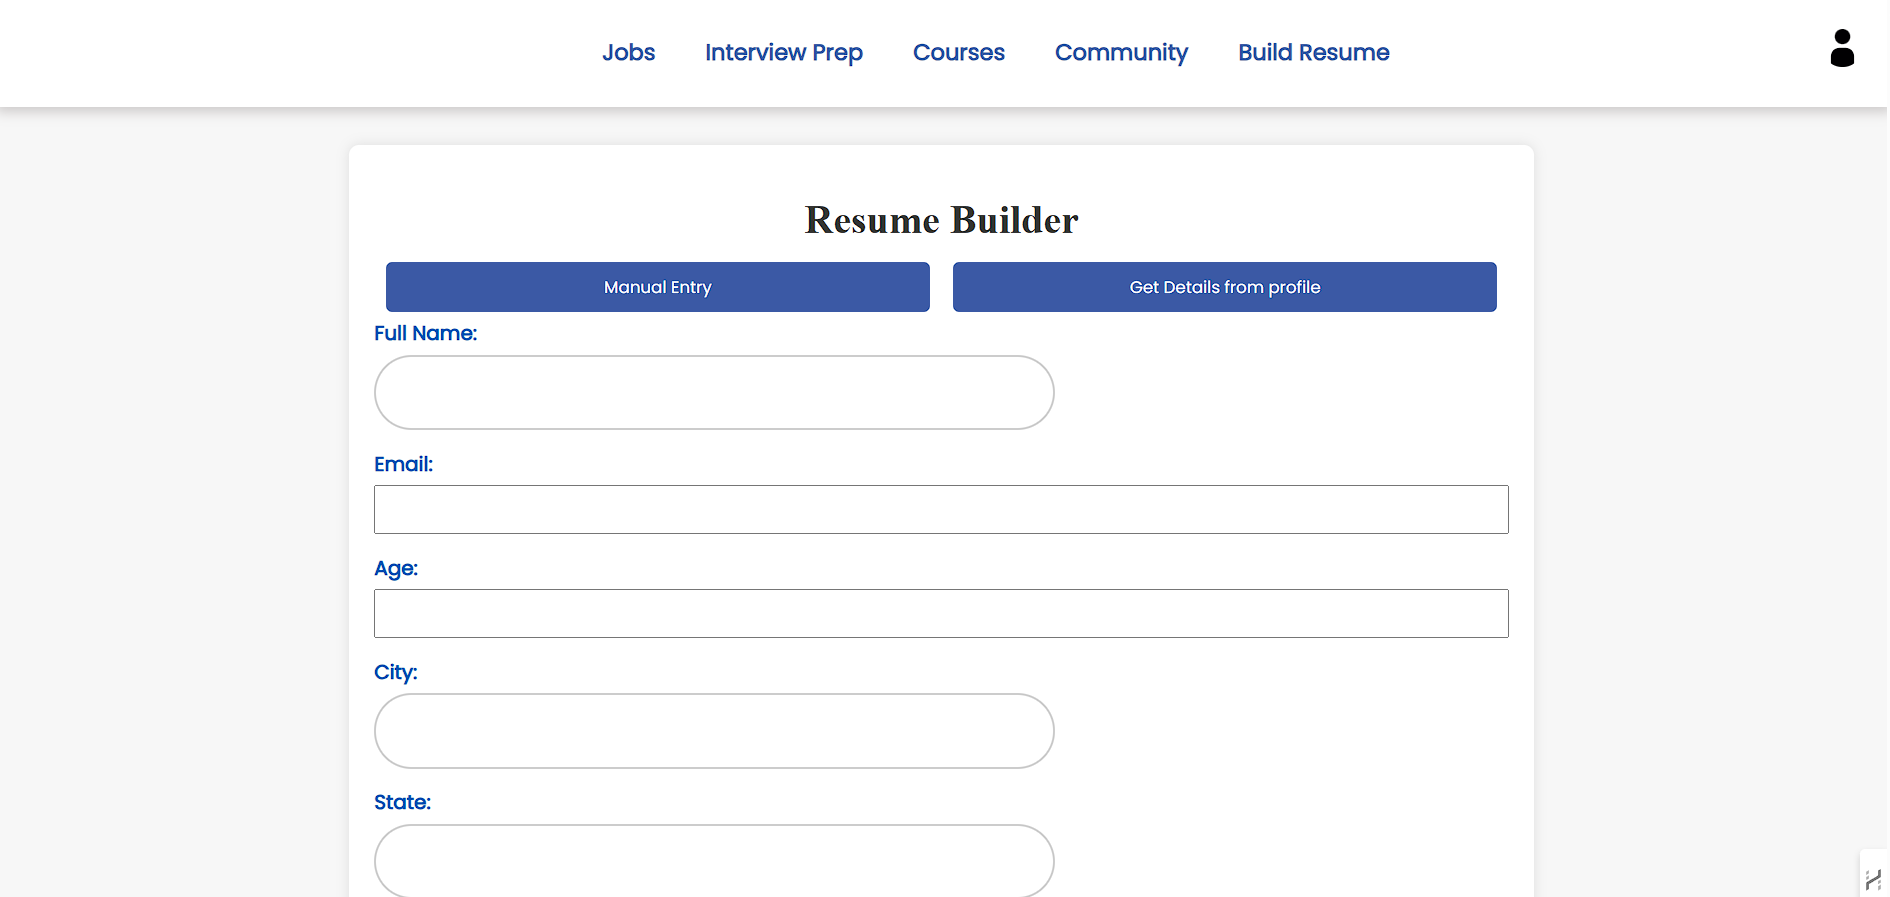 Jobs Interview Prep Courses Community Build Resume
Resume Builder
Manual Entry Get Details from profile
Full Name:
Email:
Age:
City:
State: